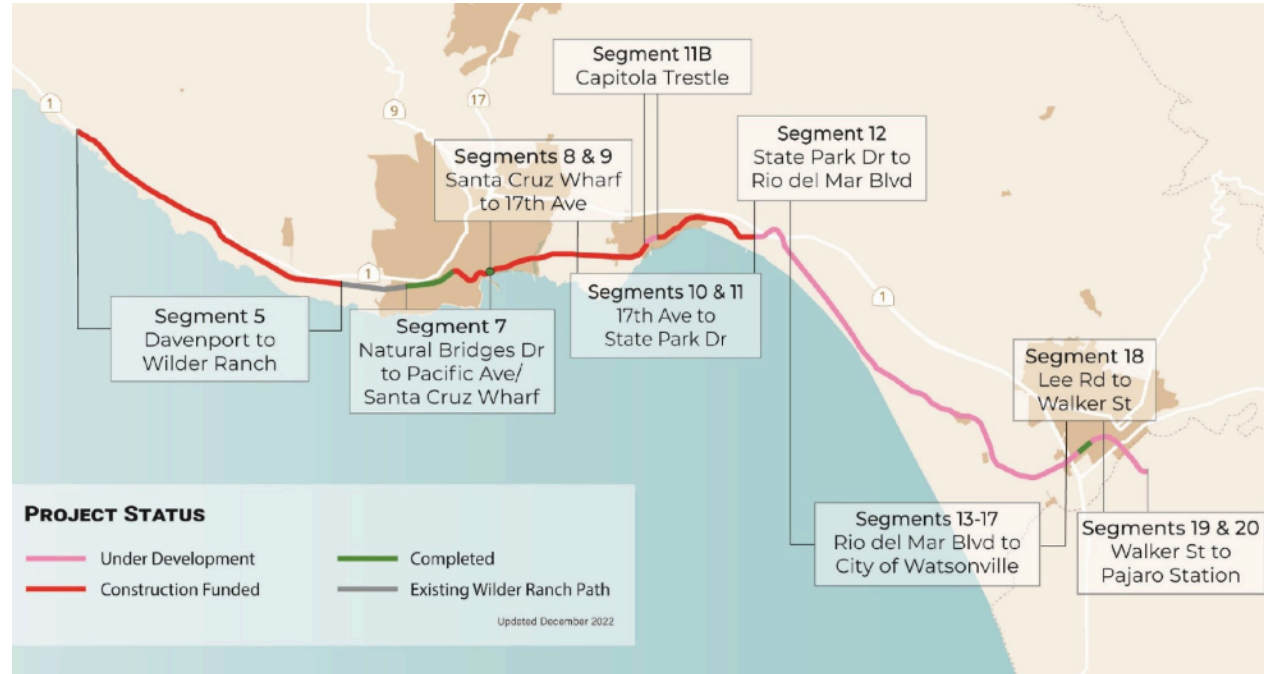 Segment 11B
Capitola Trestle
1
9
17
Segments 8 & 9
Santa Cruz Wharf
to 17th Ave
Segment 12
State Park Dr to
Rio del Mar Blvd
1
1
Segment 5
Davenport to
Wilder Ranch
Segment 7
Natural Bridges Dr
to Pacific Ave/
Santa Cruz Wharf
Segments 10 & 11
17th Ave to
State Park Dr
Segment 18
Lee Rd to
Walker St
Segments 13-17
Rio del Mar Blvd to
City of Watsonville
Segments 19 & 20
Walker St to
Pajaro Station
PROJECT STATUS
Under Development
Completed
Construction Funded
Existing Wilder Ranch Path
Updated December 2022